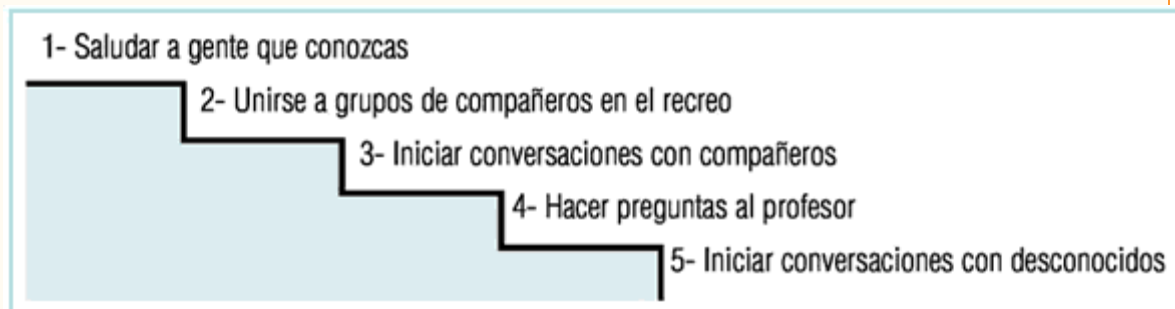 1- Saludar a gente que conozcas
2- Unirse a grupos de compañeros en el recreo
3- Iniciar conversaciones con compañeros
4- Hacer preguntas al profesor
5- Iniciar conversaciones con desconocidos